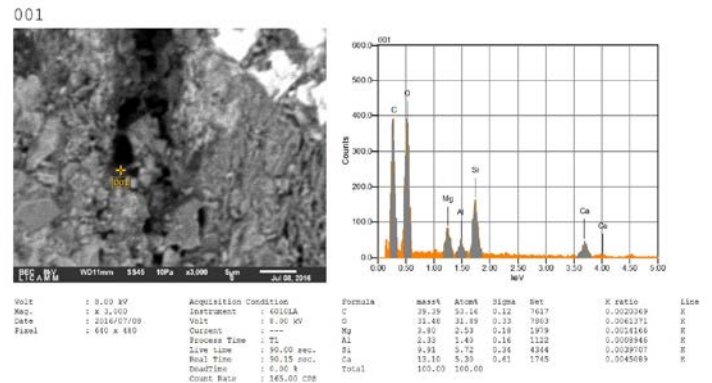 001
001
BEC 8kV WD11mm SS45 10Pa x3,000 5µm
LTCAMM 0 Jul 08, 2016
Volt : 8.00 kV
Mag. : x 3,000
Date : 2016/07/08
Pixel : 640 x 480
Acquisition Condition
Instrument : 6010LA
Volt : 8.00 kV
Current : ---
Process Time : T1
Live time : 90.00 sec.
Real Time : 90.15 sec.
DeadTime : 0.00 %
Count Rate : 165.00 CPS
001
600.0
500.0
400.0
300.0
200.0
100.0
0.0
Counts
C
O
Mg
Al
Si
Ca
Ca
0.00 0.50 1.00 1.50 2.00 2.50 3.00 3.50 4.00 4.50 5.00
keV
Formula mass% Atom% Sigma Net K ratio Line
C 39.39 53.16 0.12 7617 0.0020369 K
O 31.48 31.89 0.33 7803 0.0061371 K
Mg 3.80 2.53 0.18 1979 0.0014166 K
Al 2.33 1.40 0.16 1122 0.0008946 K
Si 9.91 5.72 0.34 4344 0.0039707 K
Ca 13.10 5.30 0.61 1745 0.0045089 K
Total 100.00 100.00